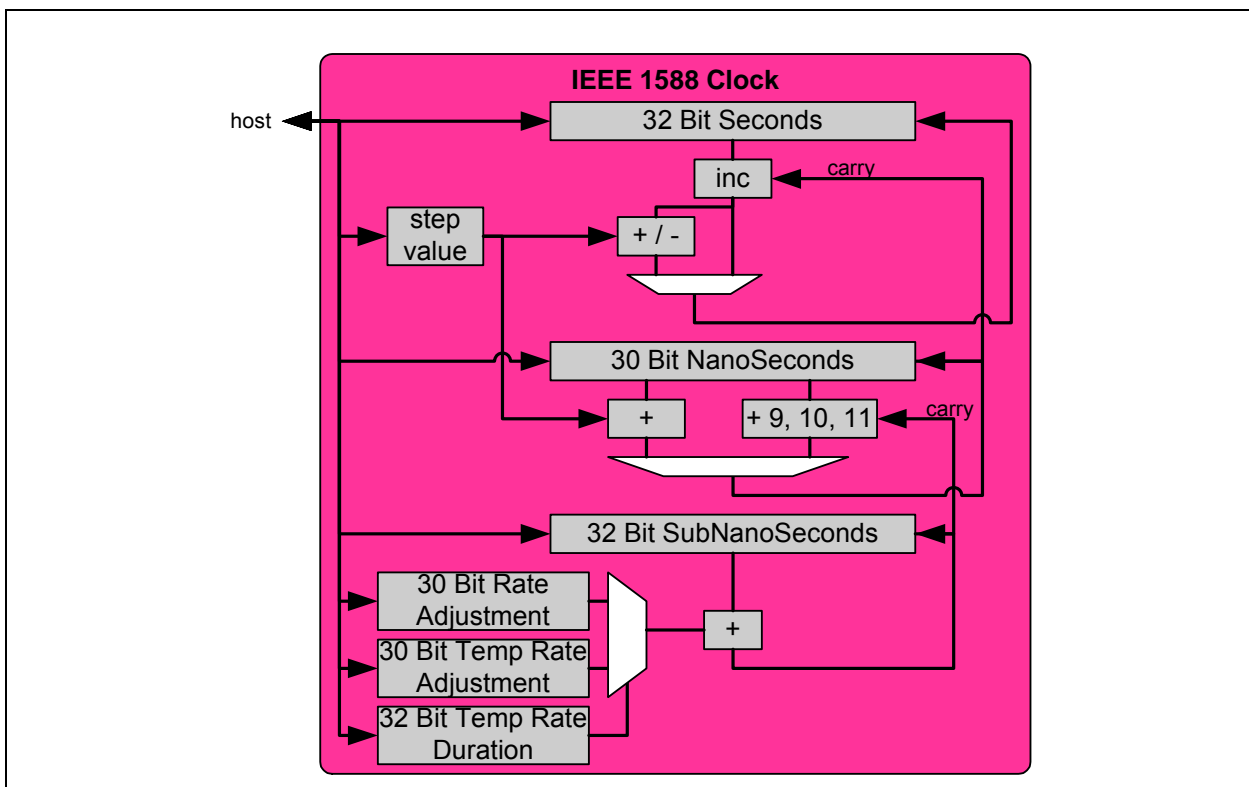 IEEE 1588 Clock
host
32 Bit Seconds
carry
inc
step
value
+ / -
30 Bit NanoSeconds
+
+ 9, 10, 11
carry
32 Bit SubNanoSeconds
30 Bit Rate
Adjustment
+
30 Bit Temp Rate
Adjustment
32 Bit Temp Rate
Duration